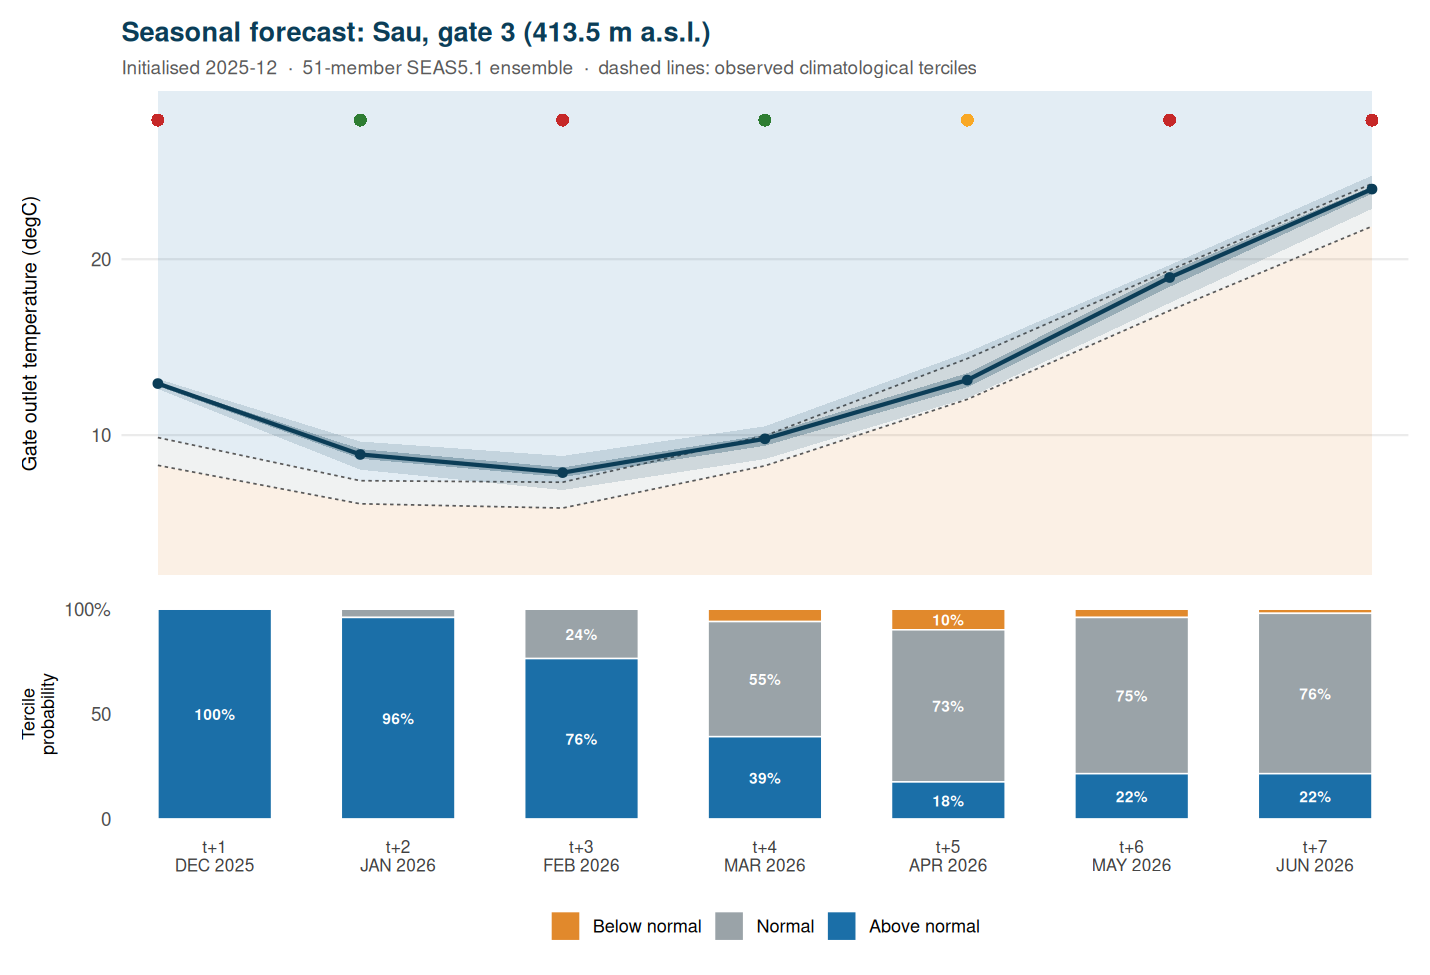 Seasonal forecast: Sau, gate 3 (413.5 m a.s.l.)
Initialised 2025-12 · 51-member SEAS5.1 ensemble · dashed lines: observed climatological terciles
Gate outlet temperature (degC)
20
10
Tercile
probability
100%
50
0
100%
96%
24%
76%
55%
39%
10%
73%
18%
75%
22%
76%
22%
t+1
DEC 2025
t+2
JAN 2026
t+3
FEB 2026
t+4
MAR 2026
t+5
APR 2026
t+6
MAY 2026
t+7
JUN 2026
Below normal
Normal
Above normal